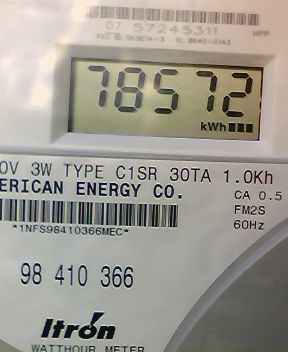 07 57245311 HPP
78572
kWh
0V 3W TYPE C1SR 30TA 1.0Kh
ERICAN ENERGY CO.
CA 0.5
FM2S
60Hz
*1NFS98410366MEC*
98 410 366
Itron
WATTHOUR METER